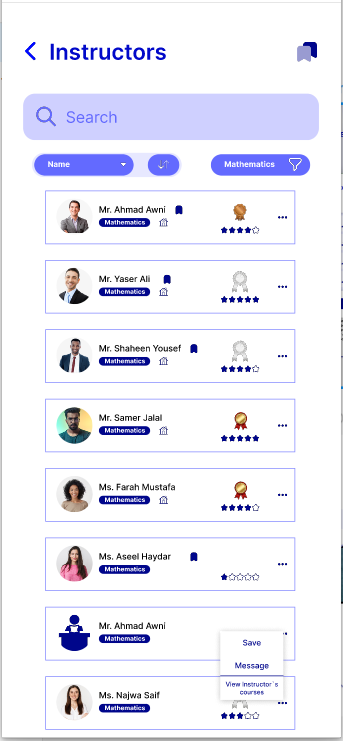 Instructors
Search
Name
Mathematics
Mr. Ahmad Awni
Mathematics
Mr. Yaser Ali
Mathematics
Mr. Shaheen Yousef
Mathematics
Mr. Samer Jalal
Mathematics
Ms. Farah Mustafa
Mathematics
Ms. Aseel Haydar
Mathematics
Mr. Ahmad Awni
Mathematics
Save
Message
View Instructor`s
courses
Ms. Najwa Saif
Mathematics